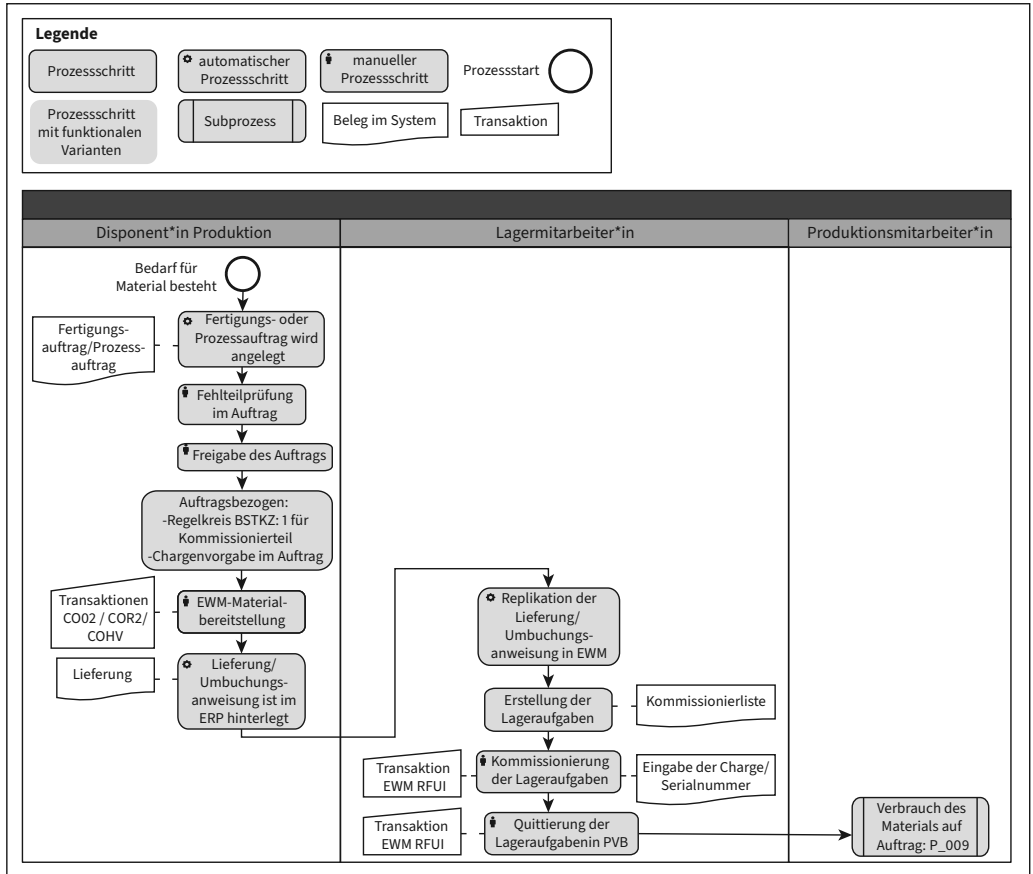 Legende
Prozessschritt
automatischer
Prozessschritt
manueller
Prozessschritt
Prozessstart
Prozessschritt
mit funktionalen
Varianten
Subprozess
Beleg im System
Transaktion
Disponent*in Produktion
Lagermitarbeiter*in
Produktionsmitarbeiter*in
Bedarf für
Material besteht
Fertigungs-
auftrag/Prozess-
auftrag
Fertigungs- oder
Prozessauftrag wird
angelegt
Fehlteilprüfung
im Auftrag
Freigabe des Auftrags
Auftragsbezogen:
-Regelkreis BSTKZ: 1 für
Kommissionierteil
-Chargenvorgabe im Auftrag
Transaktionen
CO02 / COR2/
COHV
EWM-Material-
bereitstellung
Lieferung
Lieferung/
Umbuchungs-
anweisung ist im
ERP hinterlegt
Replikation der
Lieferung/
Umbuchungs-
anweisung in EWM
Erstellung der
Lageraufgaben
Kommissionierliste
Transaktion
EWM RFUI
Kommissionierung
der Lageraufgaben
Eingabe der Charge/
Serialnummer
Transaktion
EWM RFUI
Quittierung der
Lageraufgabenin PVB
Verbrauch des
Materials auf
Auftrag: P_009